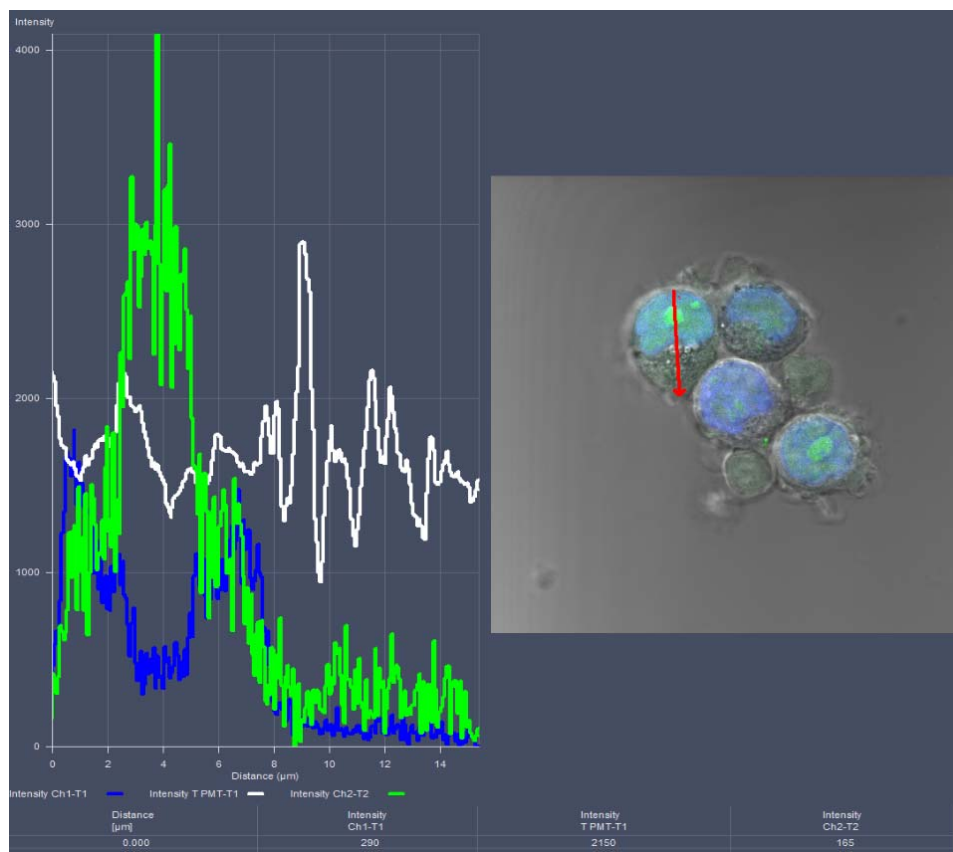 Intensity
4000
3000
2000
1000
0
0 2 4 6 8 10 12 14
Distance (µm)
Intensity Ch1-T1 Intensity T PMT-T1 Intensity Ch2-T2
Distance Intensity Intensity Intensity
[µm] Ch1-T1 T PMT-T1 Ch2-T2
0.000 290 2150 165